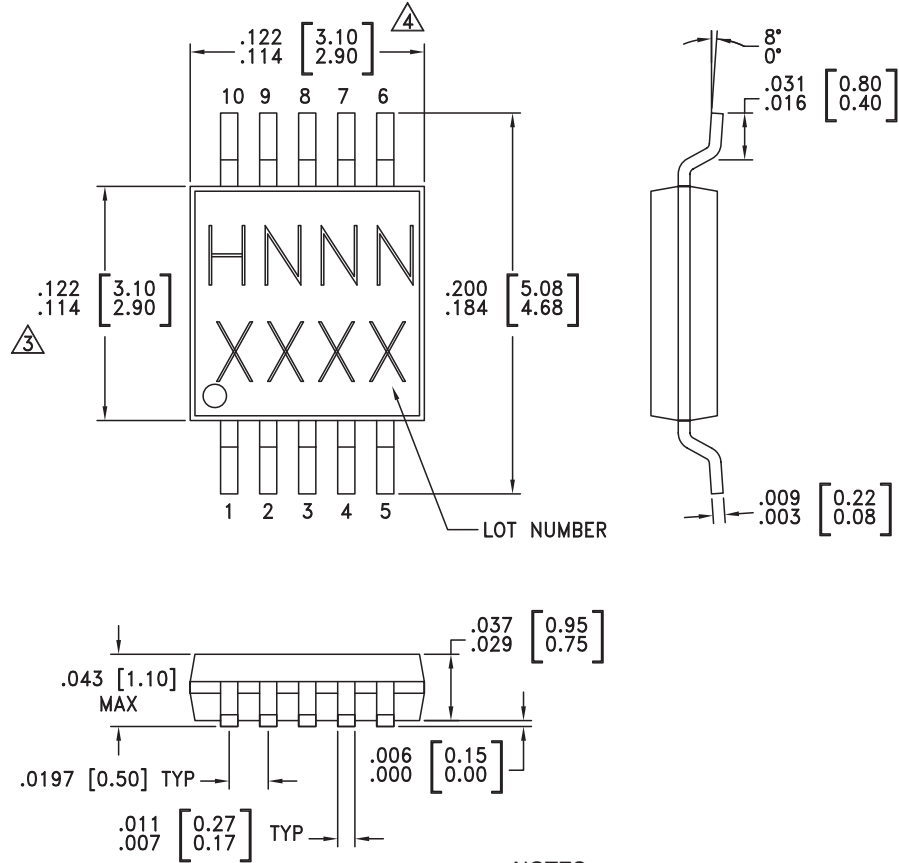 4
.122 [3.10
.114 2.90]
8°
0°
.031 [0.80
.016 0.40]
10 9 8 7 6
HNNN
.122 [3.10
.114 2.90]
.200 [5.08
.184 4.68]
3
XXXX
1 2 3 4 5
LOT NUMBER
.009 [0.22
.003 0.08]
.037 [0.95
.029 0.75]
.043 [1.10]
MAX
.006 [0.15
.000 0.00]
.0197 [0.50] TYP
.011 [0.27
.007 0.17] TYP